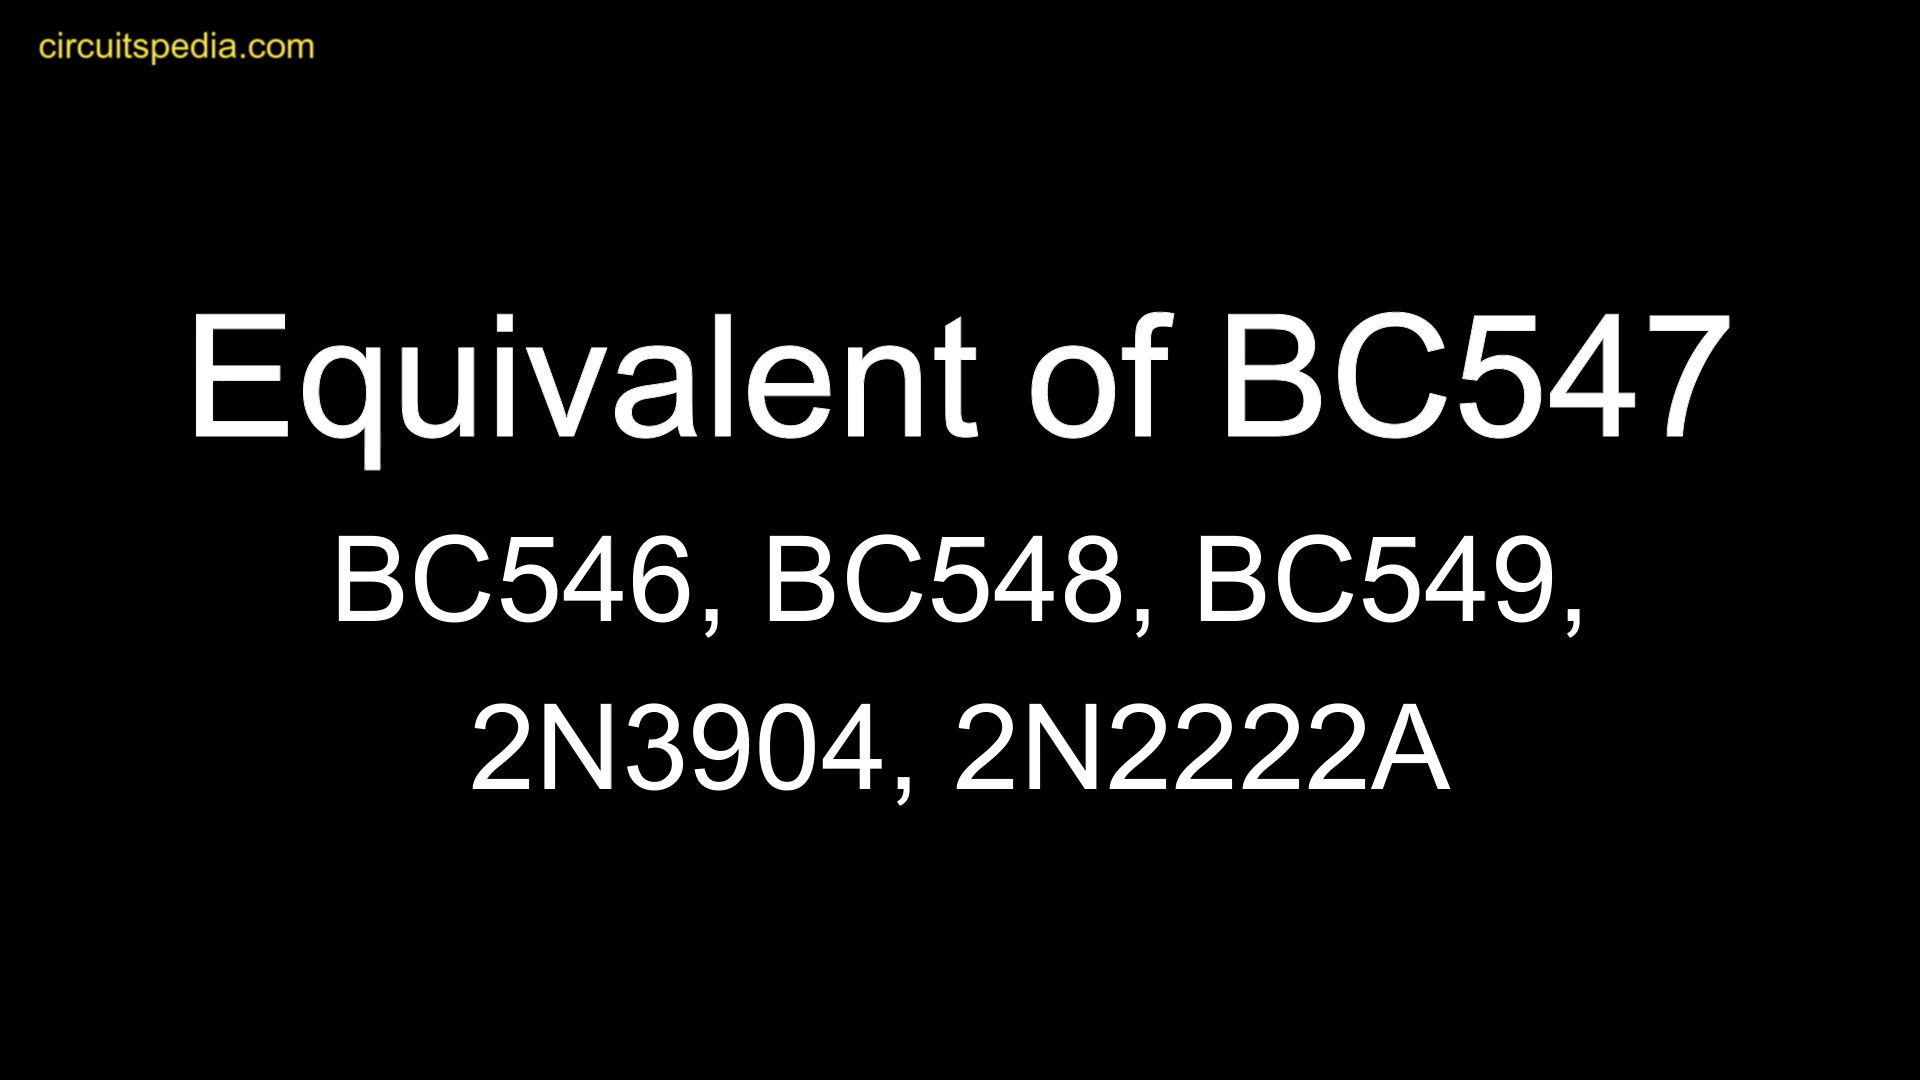 circuitspedia.com
Equivalent of BC547
BC546, BC548, BC549,
2N3904, 2N2222A